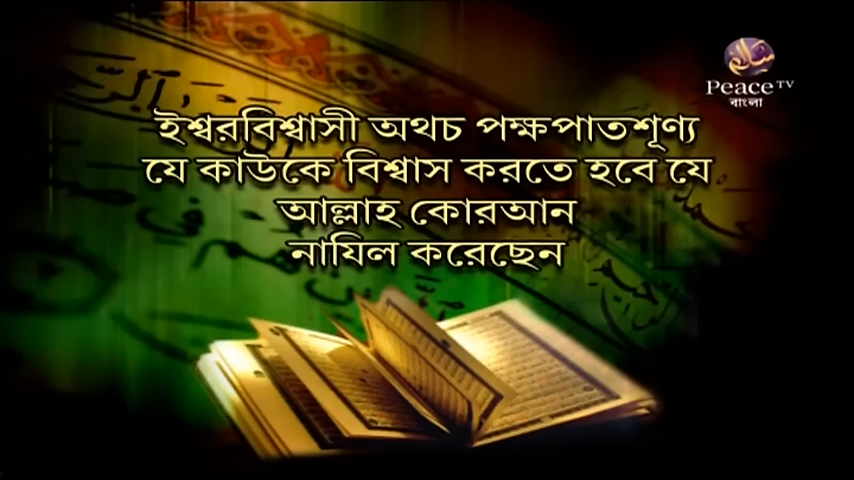 Peace TV
বাংলা
ইশ্বরবিশ্বাসী অথচ পক্ষপাতশূণ্য
যে কাউকে বিশ্বাস করতে হবে যে
আল্লাহ কোরআন
নাযিল করেছেন